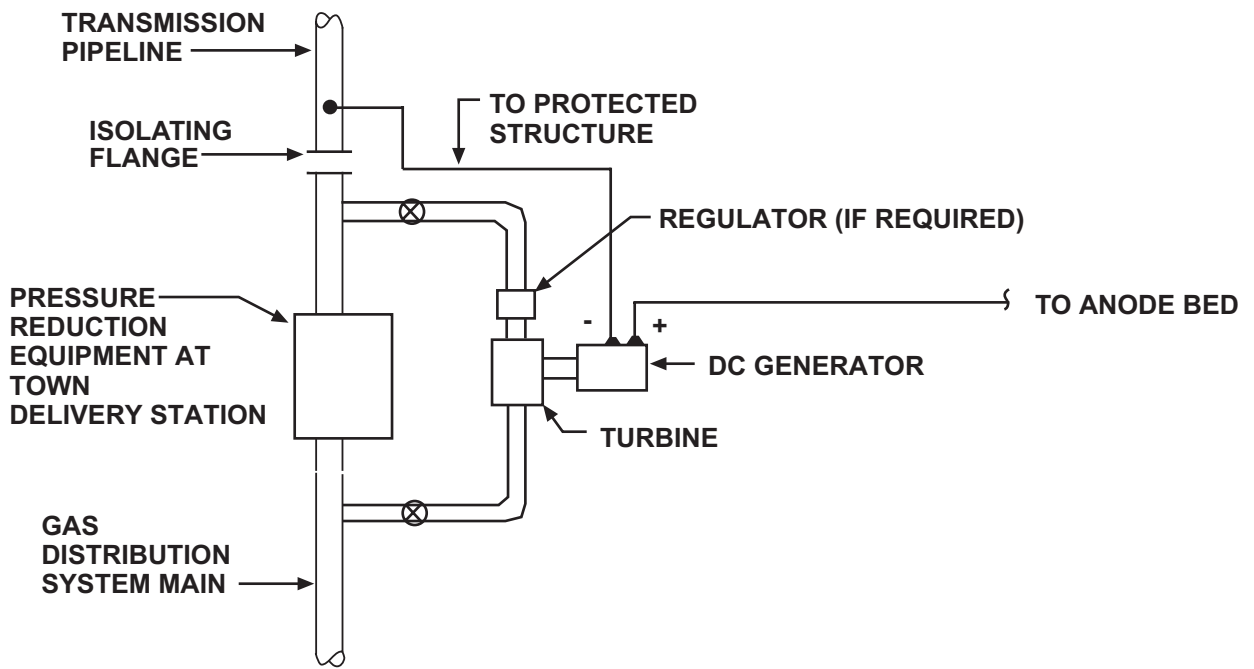 TRANSMISSION
PIPELINE
TO PROTECTED
STRUCTURE
ISOLATING
FLANGE
REGULATOR (IF REQUIRED)
PRESSURE
REDUCTION
EQUIPMENT AT
TOWN
DELIVERY STATION
- +
TO ANODE BED
DC GENERATOR
TURBINE
GAS
DISTRIBUTION
SYSTEM MAIN